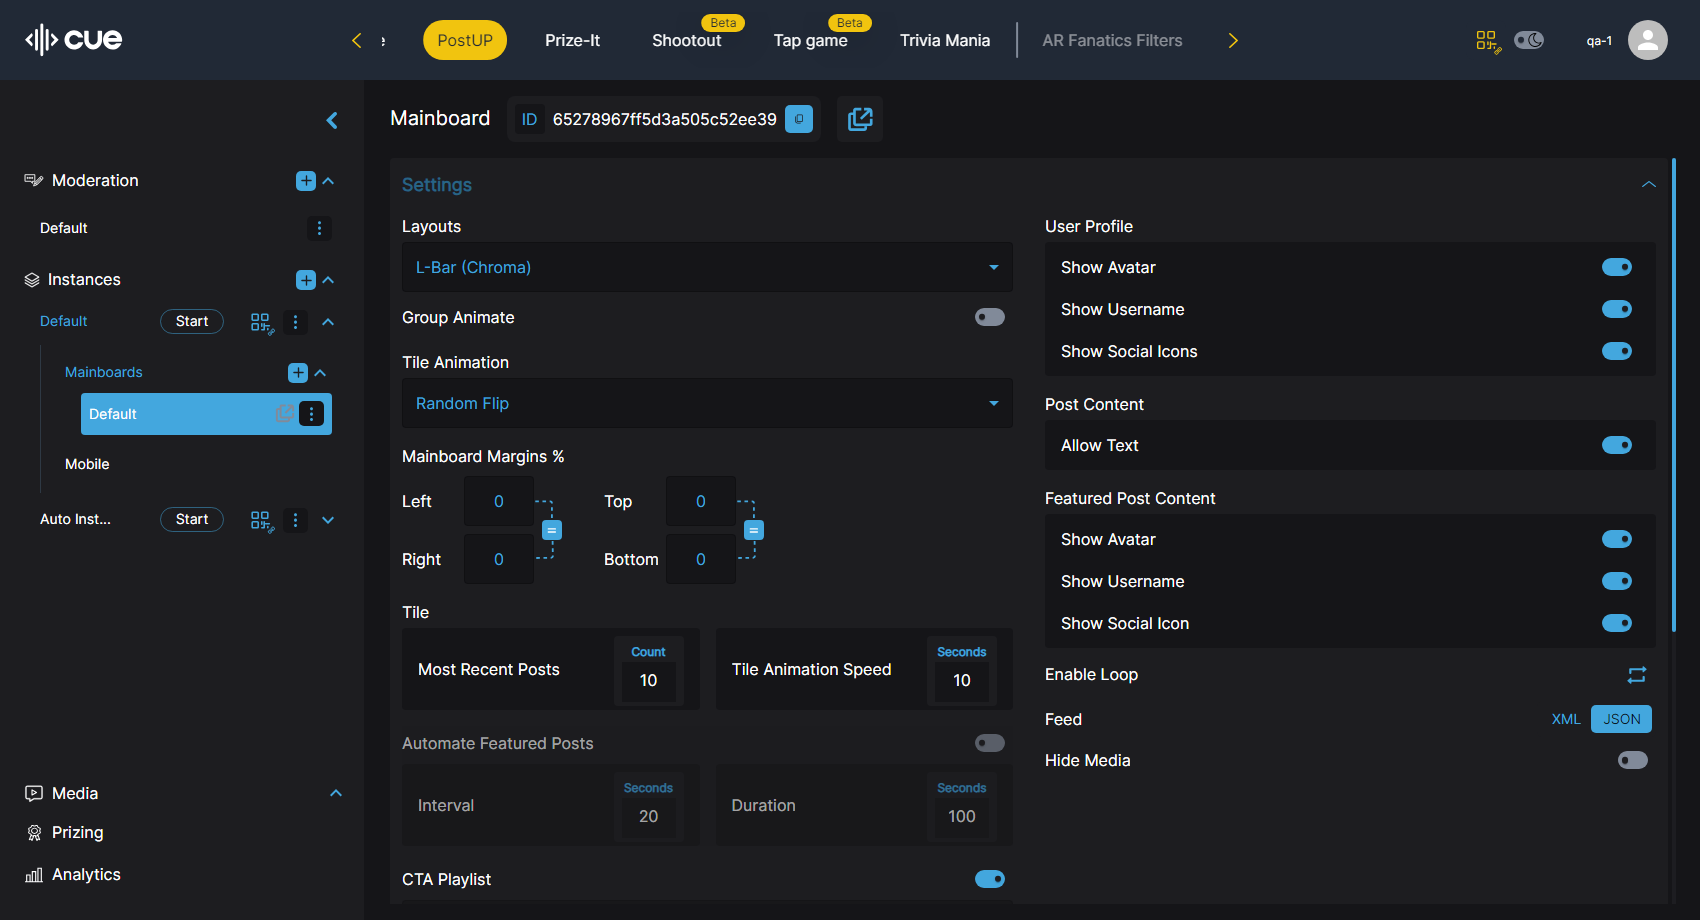 cue
PostUP
Prize-It
Shootout
Beta
Tap game
Beta
Trivia Mania
AR Fanatics Filters
qa-1
Moderation
Default
Instances
Default
Start
Mainboards
Default
Mobile
Auto Inst...
Start
Media
Prizing
Analytics
Mainboard
ID
65278967ff5d3a505c52ee39
Settings
Layouts
L-Bar (Chroma)
Group Animate
Tile Animation
Random Flip
Mainboard Margins %
Left
0
Top
0
=
=
Right
0
Bottom
0
Tile
Most Recent Posts
Count
10
Tile Animation Speed
Seconds
10
Automate Featured Posts
Interval
Seconds
20
Duration
Seconds
100
CTA Playlist
User Profile
Show Avatar
Show Username
Show Social Icons
Post Content
Allow Text
Featured Post Content
Show Avatar
Show Username
Show Social Icon
Enable Loop
Feed
XML
JSON
Hide Media